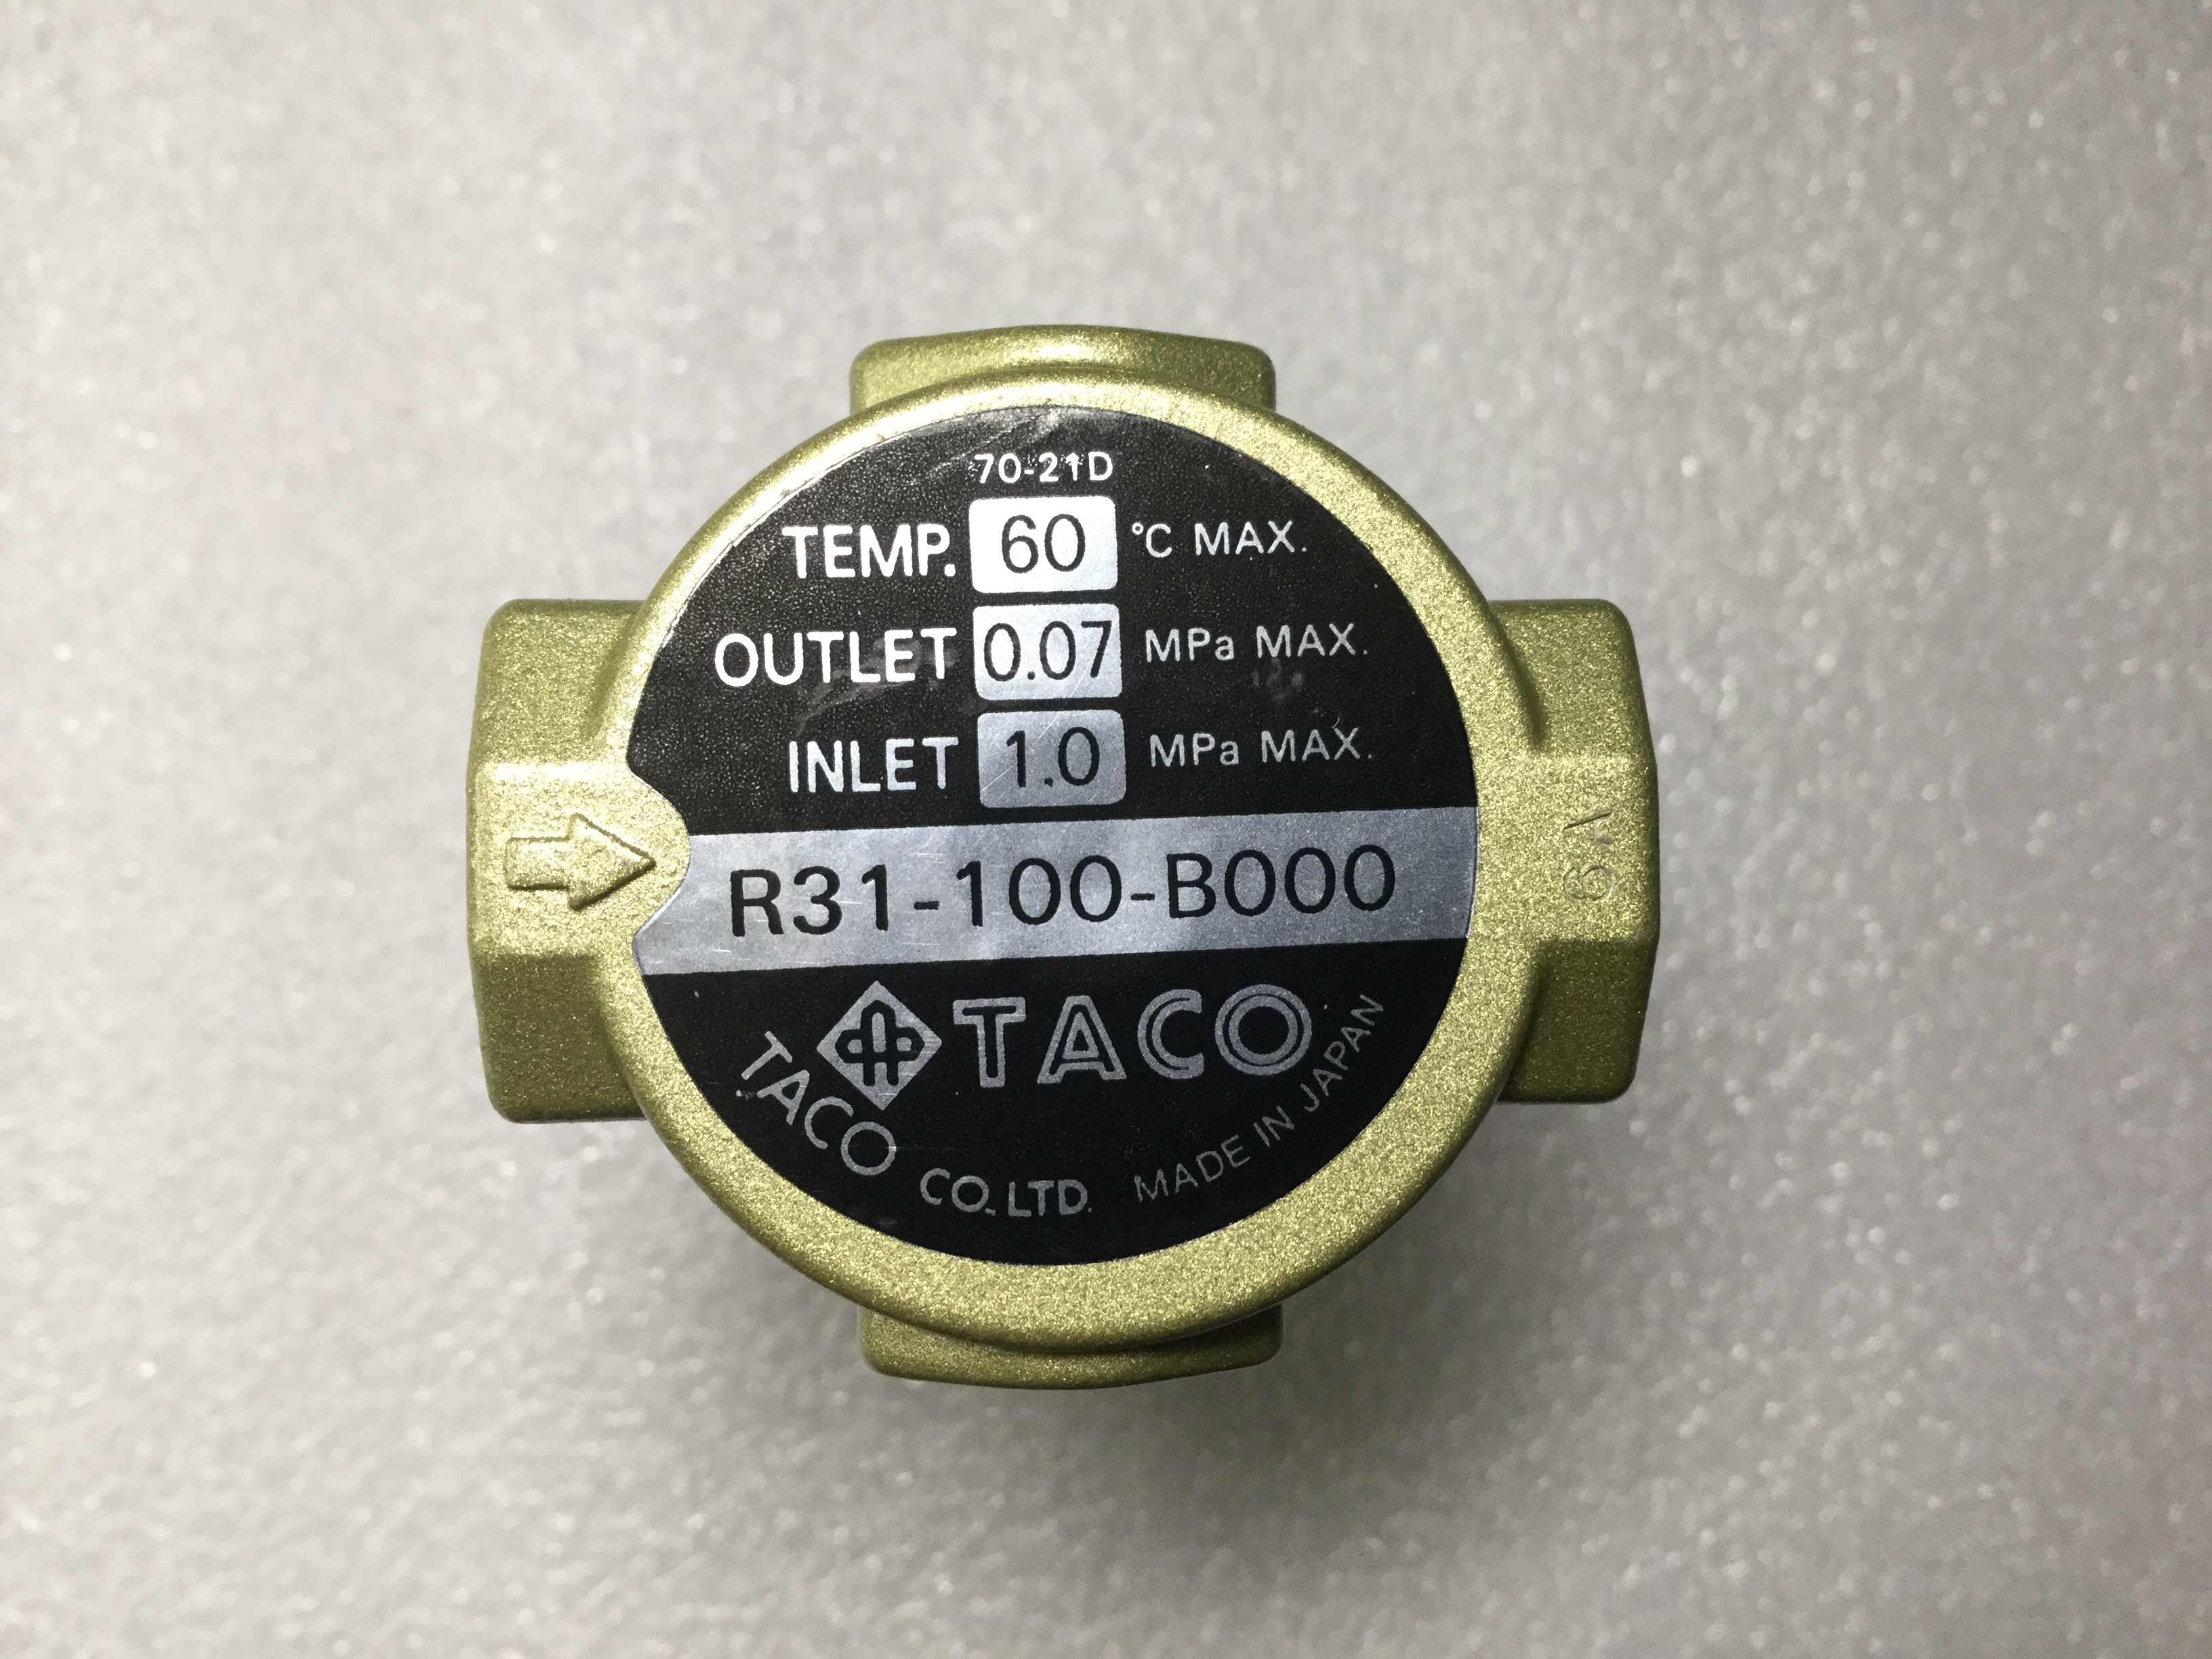 70-21D
TEMP. 60 °C MAX.
OUTLET 0.07 MPa MAX.
INLET 1.0 MPa MAX.
R31-100-B000
TACO
TACO CO.LTD. MADE IN JAPAN
6A